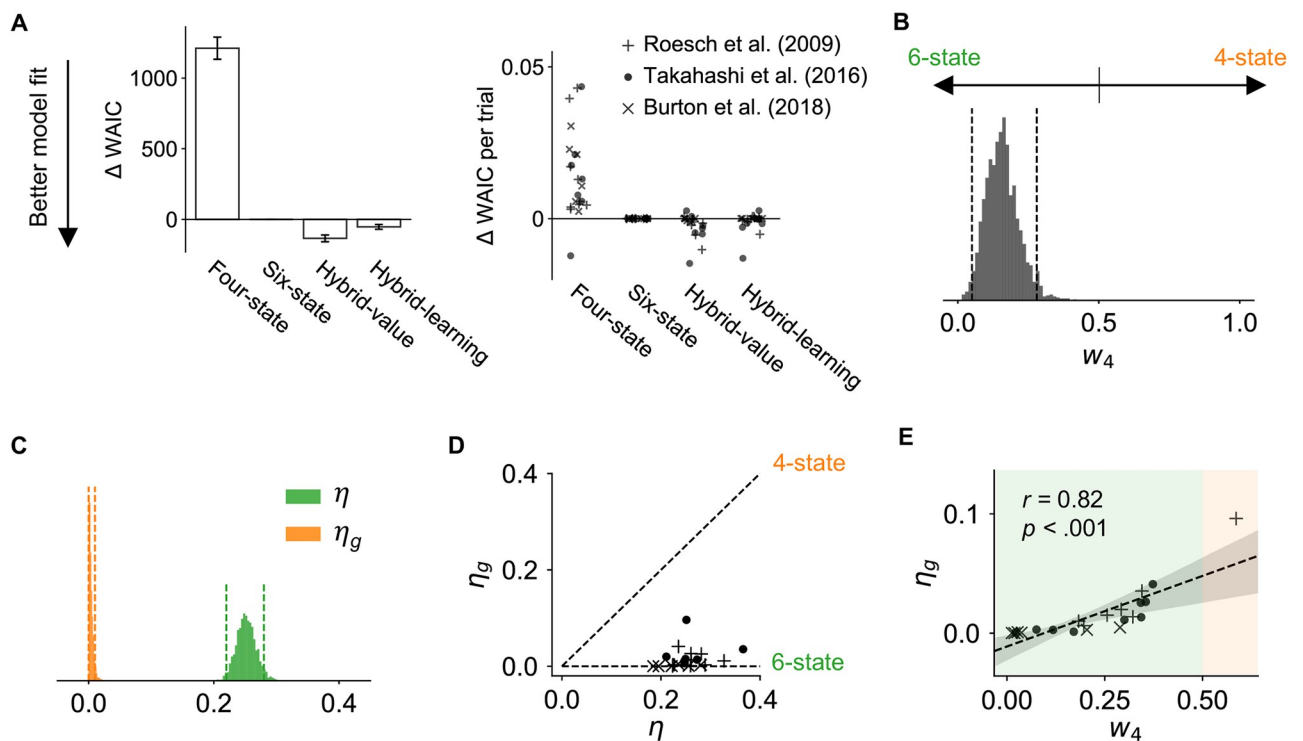 A
Better model fit
Δ WAIC
1000
500
0
Four-state
Six-state
Hybrid-value
Hybrid-learning
Δ WAIC per trial
0.05
0
Roesch et al. (2009)
Takahashi et al. (2016)
Burton et al. (2018)
Four-state
Six-state
Hybrid-value
Hybrid-learning
B
6-state
4-state
0.0
0.5
1.0
w₄
C
η
η_g
0.0
0.2
0.4
D
η_g
0.4
0.2
0.0
4-state
6-state
0.0
0.2
0.4
η
E
η_g
0.1
0.0
r = 0.82
p < .001
0.00
0.25
0.50
w₄